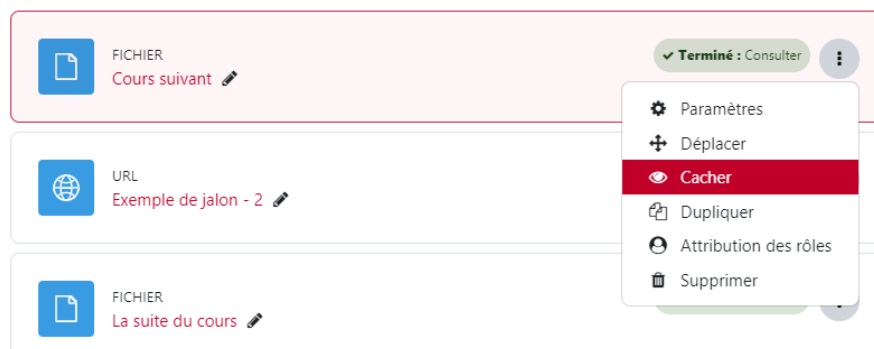 FICHIER
Cours suivant
✓ Terminé : Consulter
Paramètres
Déplacer
Cacher
Dupliquer
Attribution des rôles
Supprimer
URL
Exemple de jalon - 2
FICHIER
La suite du cours